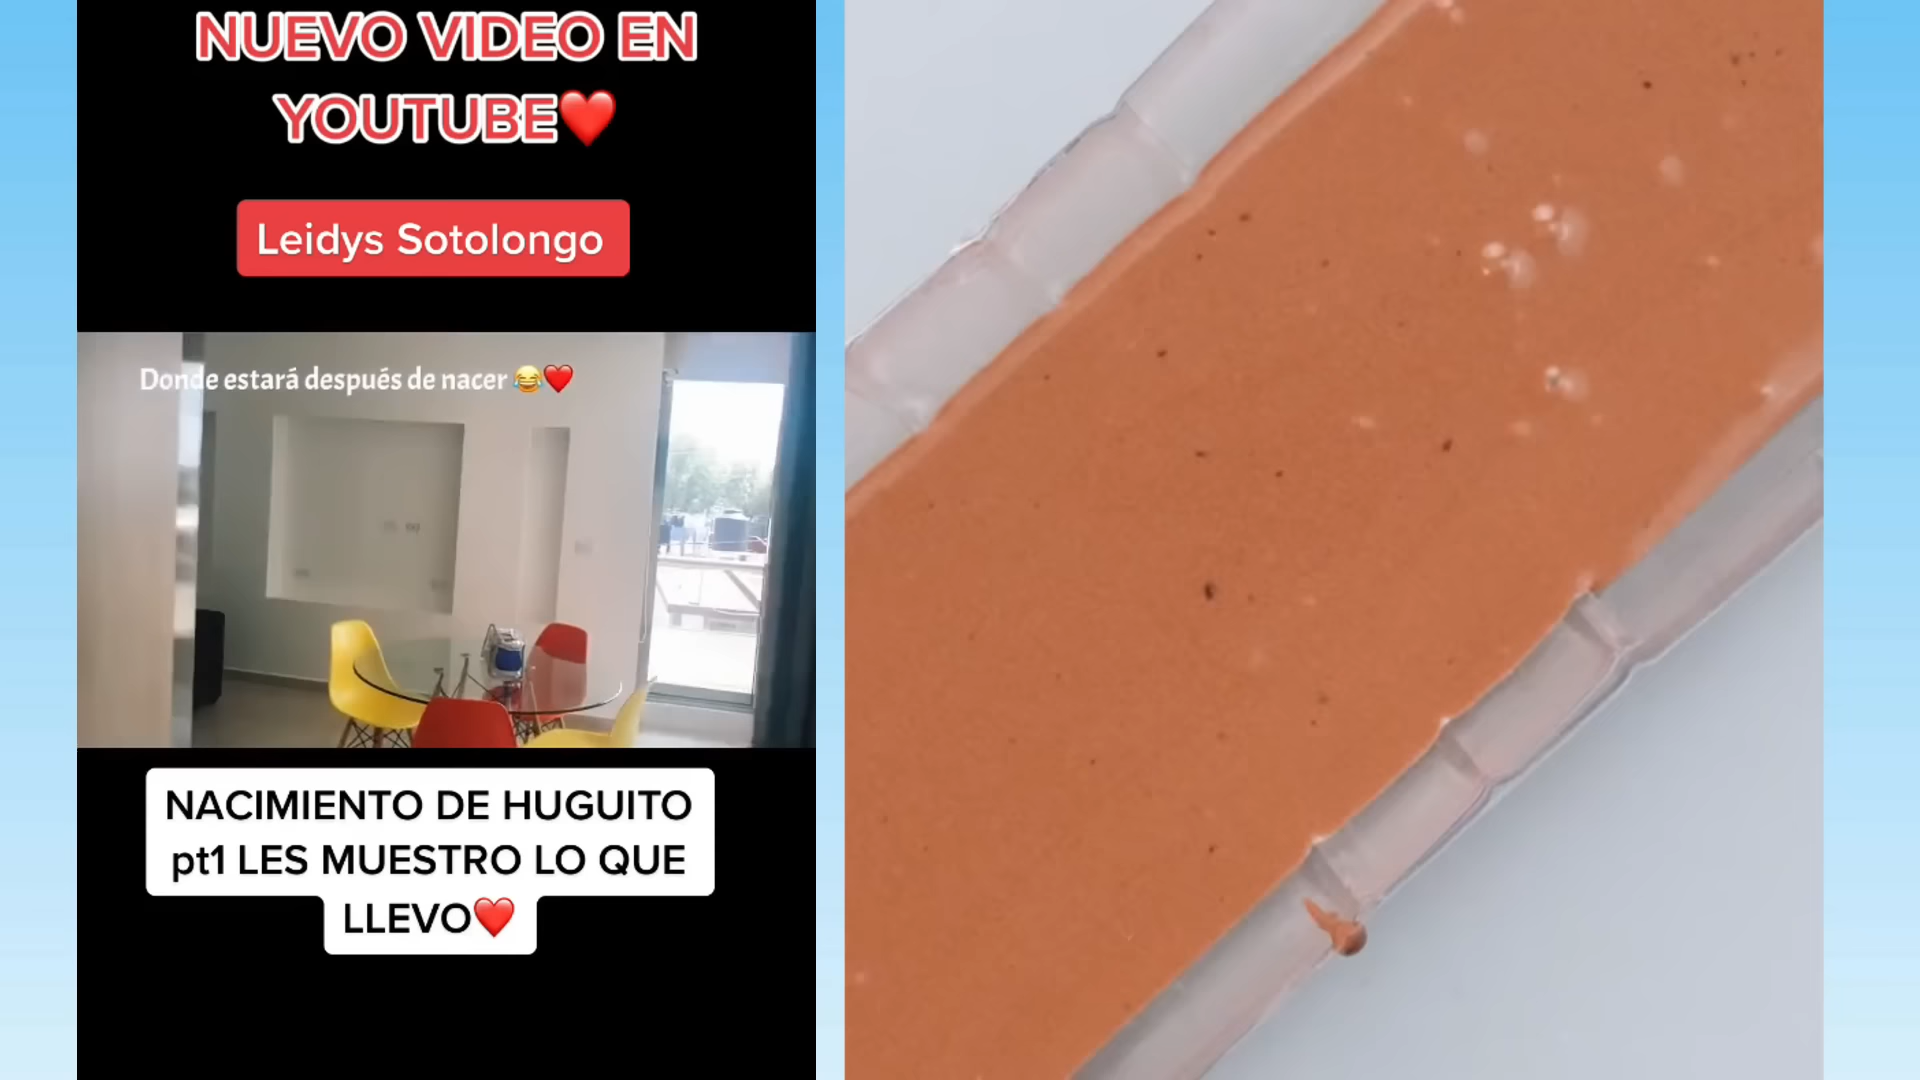 NUEVO VIDEO EN
YOUTUBE❤️
Leidys Sotolongo
Donde estará después de nacer 😂❤️
NACIMIENTO DE HUGUITO
pt1 LES MUESTRO LO QUE
LLEVO❤️